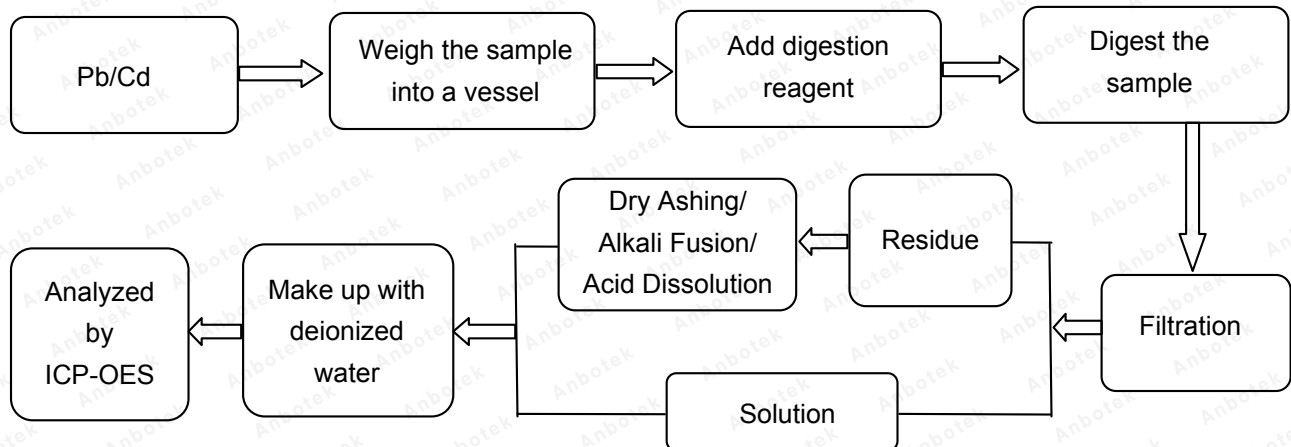 Pb/Cd
Weigh the sample
into a vessel
Add digestion
reagent
Digest the
sample
Filtration
Residue
Dry Ashing/
Alkali Fusion/
Acid Dissolution
Solution
Make up with
deionized
water
Analyzed
by
ICP-OES
Anbotek